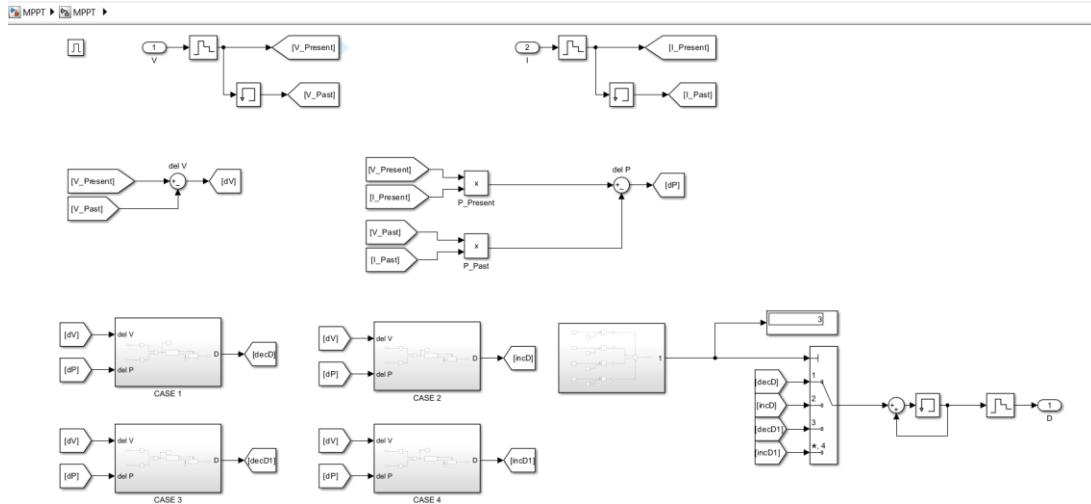 MPPT MPPT
1
V
[V_Present]
[V_Past]
2
I
[I_Present]
[I_Past]
del V
[V_Present]
[V_Past]
[dV]
[V_Present]
[I_Present]
x
P_Present
[V_Past]
[I_Past]
x
P_Past
del P
[dP]
[dV]
[dP]
del V
del P
D
[decD]
CASE 1
[dV]
[dP]
del V
del P
D
[incD]
CASE 2
1
3
[decD]
[incD]
[decD1]
[incD1]
1
2
3
*, 4
1
D
[dV]
[dP]
del V
del P
D
[decD1]
CASE 3
[dV]
[dP]
del V
del P
D
[incD1]
CASE 4